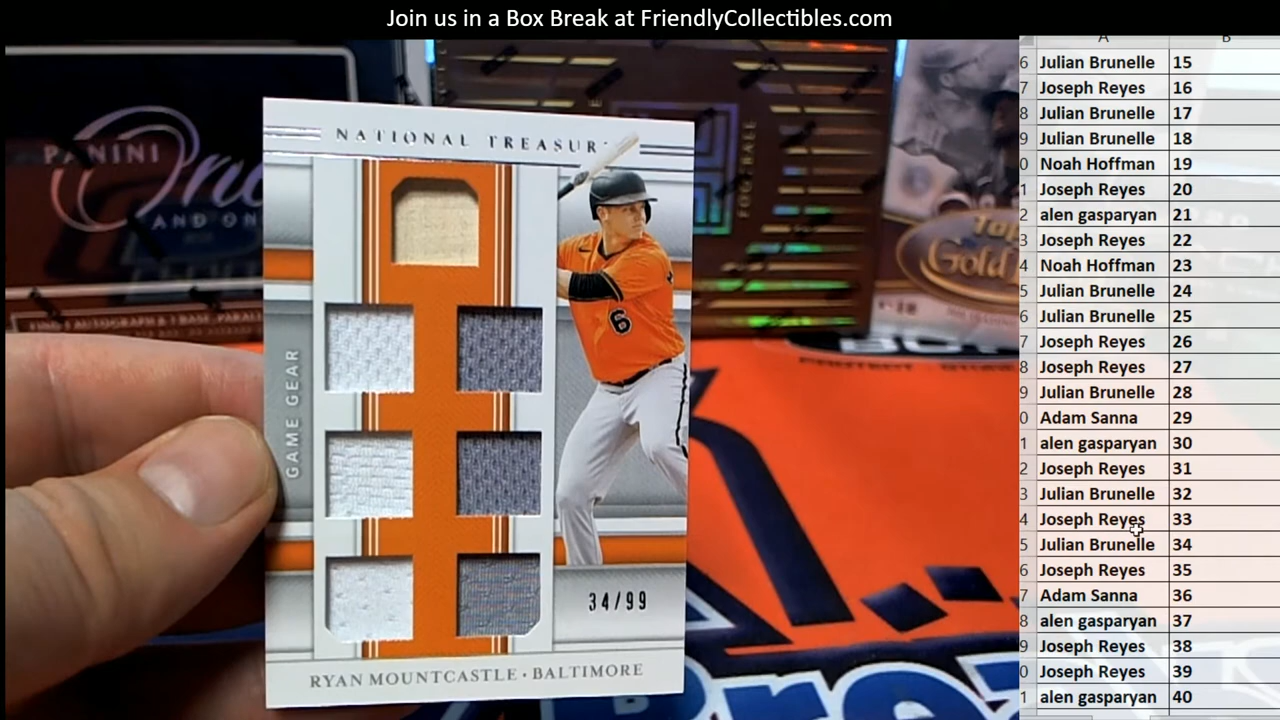 Join us in a Box Break at FriendlyCollectibles.com
PANINI
AND ON
NATIONAL TREASUR
GAME GEAR
6
34/99
RYAN MOUNTCASTLE · BALTIMORE
FOOTBALL
Gold
A B
6 Julian Brunelle 15
7 Joseph Reyes 16
8 Julian Brunelle 17
9 Julian Brunelle 18
0 Noah Hoffman 19
1 Joseph Reyes 20
2 alen gasparyan 21
3 Joseph Reyes 22
4 Noah Hoffman 23
5 Julian Brunelle 24
6 Julian Brunelle 25
7 Joseph Reyes 26
8 Joseph Reyes 27
9 Julian Brunelle 28
0 Adam Sanna 29
1 alen gasparyan 30
2 Joseph Reyes 31
3 Julian Brunelle 32
4 Joseph Reyes 33
5 Julian Brunelle 34
6 Joseph Reyes 35
7 Adam Sanna 36
8 alen gasparyan 37
9 Joseph Reyes 38
0 Joseph Reyes 39
1 alen gasparyan 40